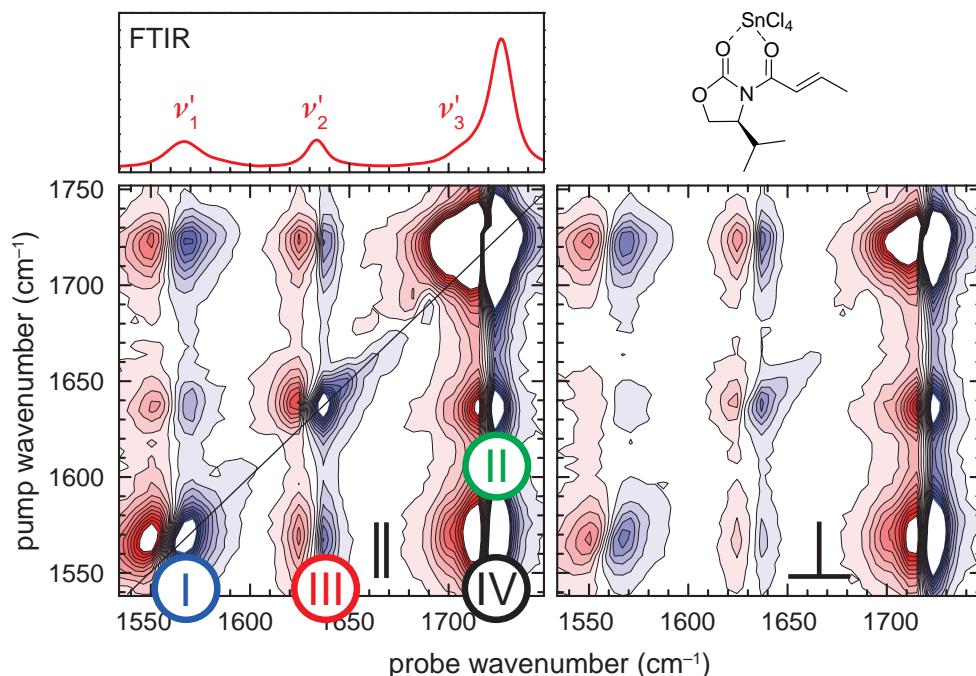 FTIR
ν'1
ν'2
ν'3
SnCl4
O
O
O
N
1750
1700
1650
1600
1550
pump wavenumber (cm–1)
II
||
⊥
I
III
IV
1550
1600
1650
1700
1550
1600
1650
1700
probe wavenumber (cm–1)